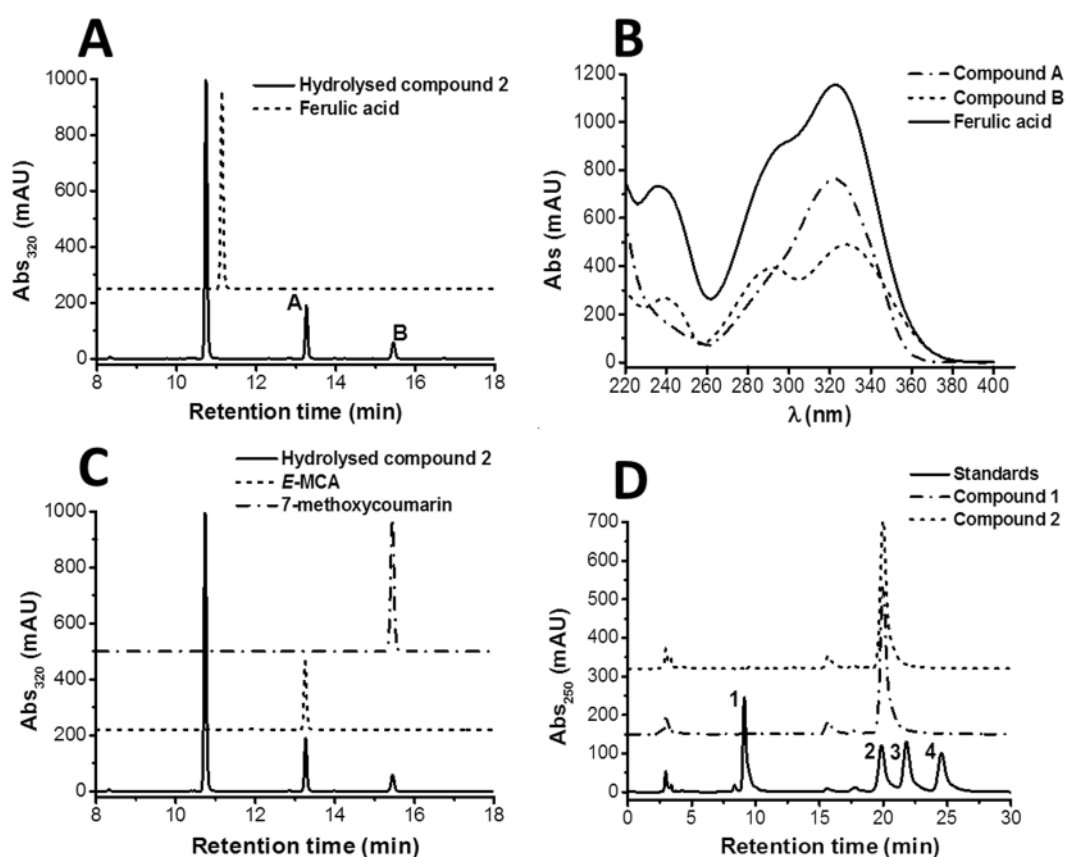 A
Hydrolysed compound 2
Ferulic acid
1000
800
600
400
200
0
Abs320 (mAU)
A
B
8 10 12 14 16 18
Retention time (min)
B
Compound A
Compound B
Ferulic acid
1200
1000
800
600
400
200
0
Abs (mAU)
220 240 260 280 300 320 340 360 380 400
λ (nm)
C
Hydrolysed compound 2
E-MCA
7-methoxycoumarin
1000
800
600
400
200
0
Abs320 (mAU)
8 10 12 14 16 18
Retention time (min)
D
Standards
Compound 1
Compound 2
700
600
500
400
300
200
100
0
Abs250 (mAU)
1
2 3 4
0 5 10 15 20 25 30
Retention time (min)